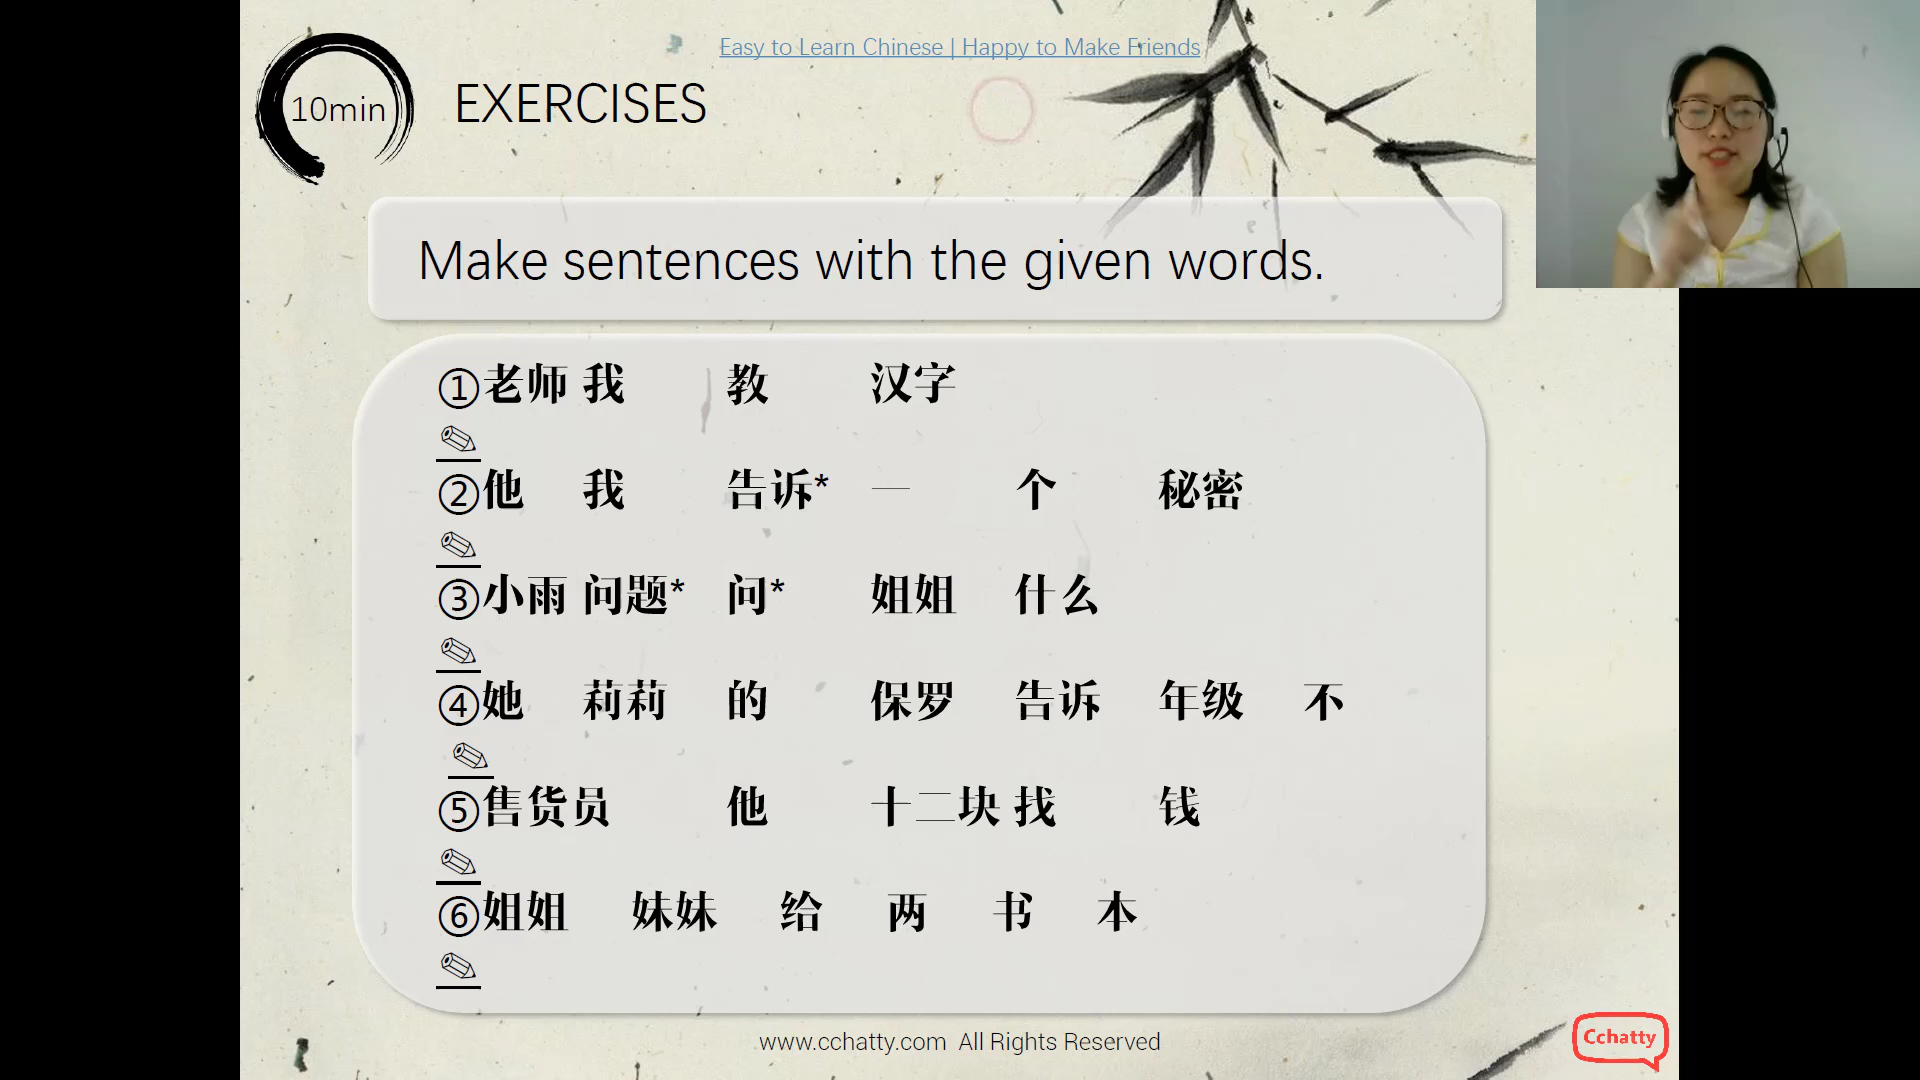 Easy to Learn Chinese | Happy to Make Friends
10min
EXERCISES
Make sentences with the given words.
①老师 我 教 汉字
②他 我 告诉* 一 个 秘密
③小雨 问题* 问* 姐姐 什么
④她 莉莉 的 保罗 告诉 年级 不
⑤售货员 他 十二块 找 钱
⑥姐姐 妹妹 给 两 书 本
www.cchatty.com All Rights Reserved
Cchatty